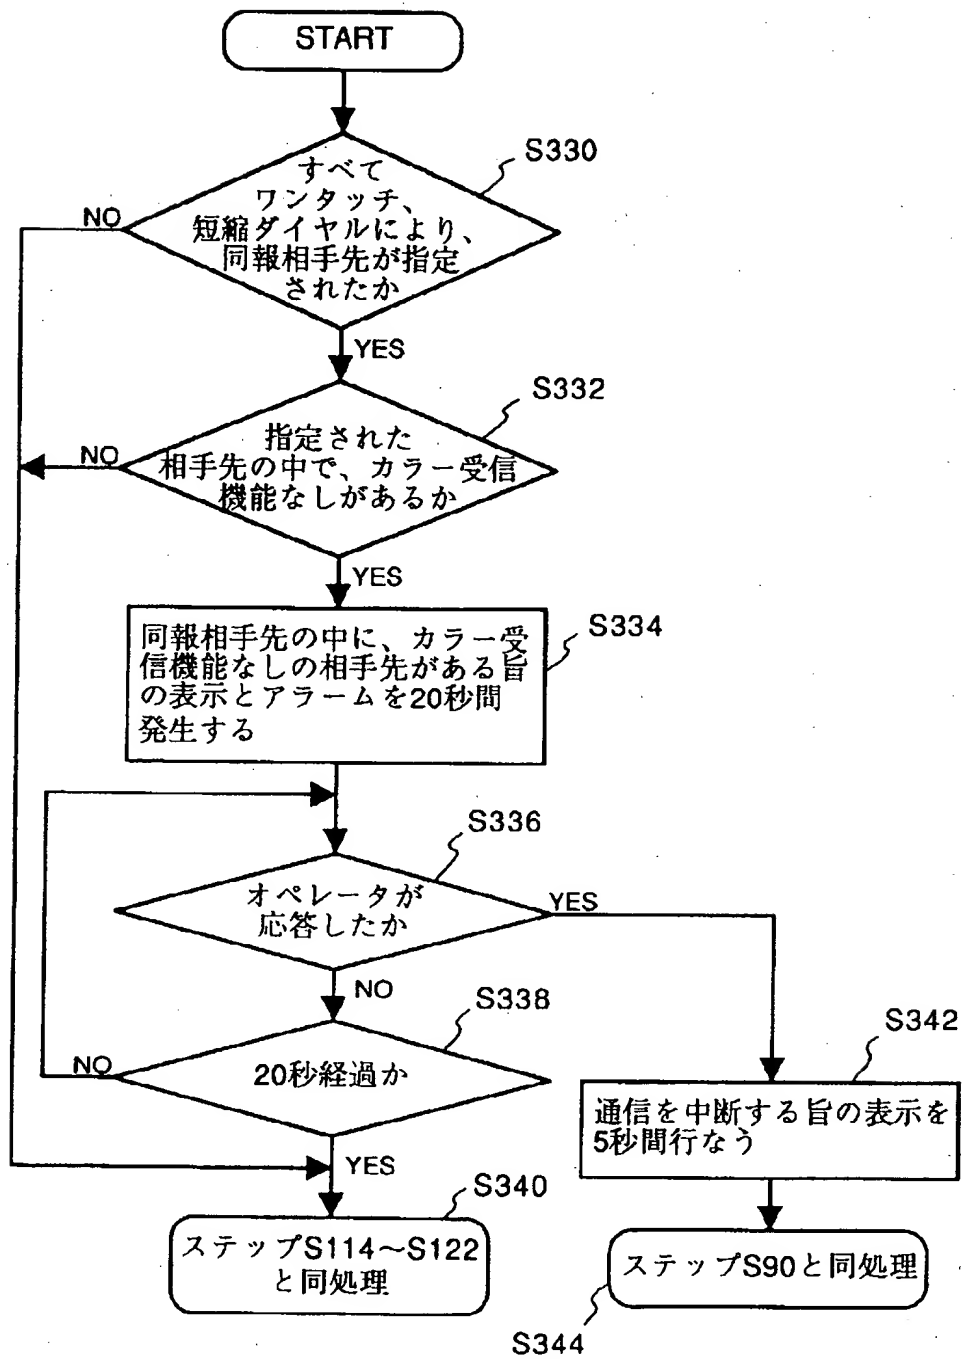 START
S330
すべて
ワンタッチ、
短縮ダイヤルにより、
同報相手先が指定
されたか
NO
YES
S332
指定された
相手先の中で、カラー受信
機能なしがあるか
NO
YES
S334
同報相手先の中に、カラー受
信機能なしの相手先がある旨
の表示とアラームを20秒間
発生する
S336
オペレータが
応答したか
YES
NO
S338
20秒経過か
NO
YES
S342
通信を中断する旨の表示を
5秒間行なう
S340
ステップS114〜S122
と同処理
ステップS90と同処理
S344